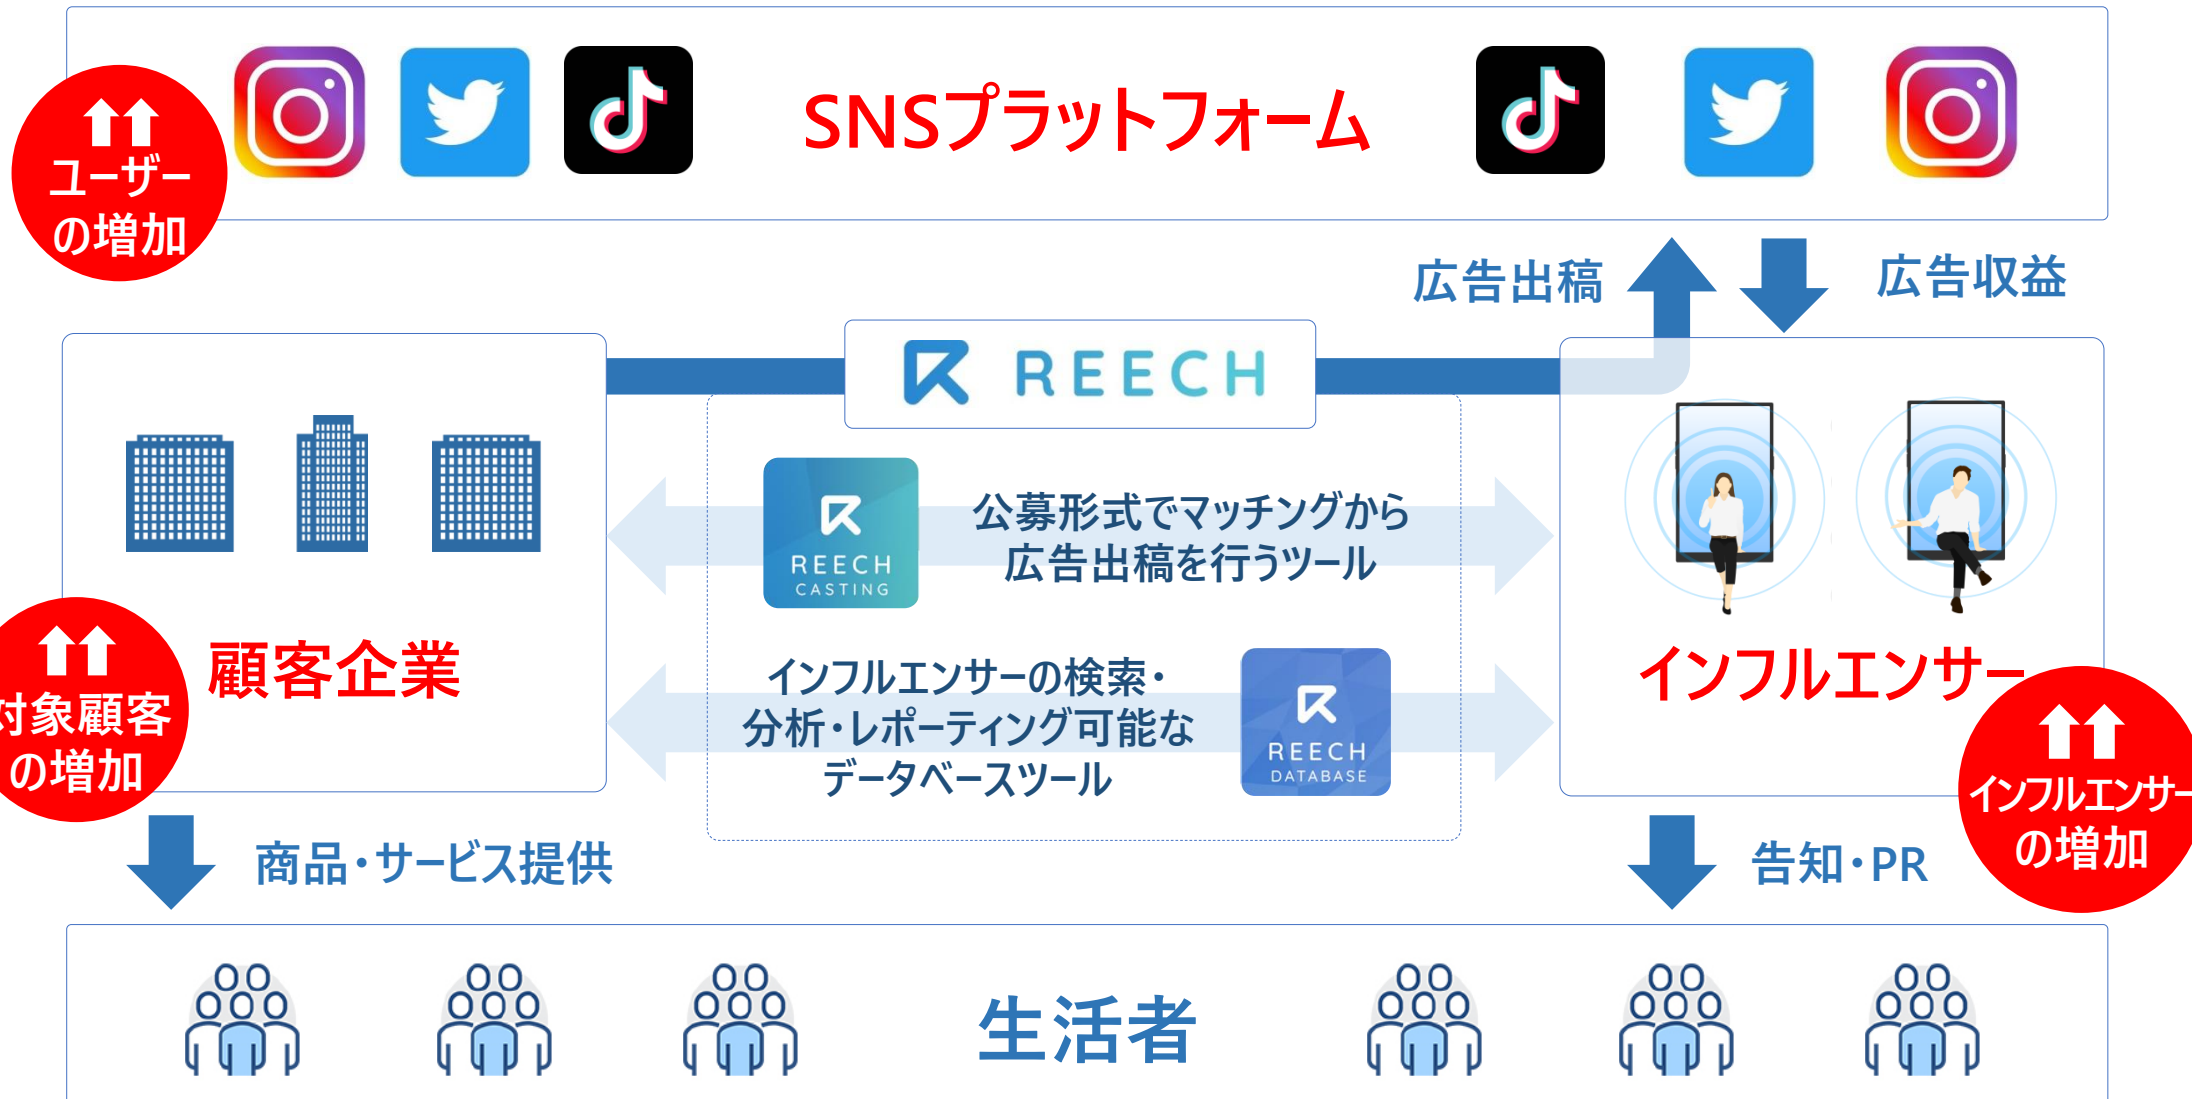 SNSプラットフォーム
ユーザー
の増加
広告出稿
広告収益
REECH
REECH
CASTING
公募形式でマッチングから
広告出稿を行うツール
インフルエンサーの検索・
分析・レポーティング可能な
データベースツール
REECH
DATABASE
顧客企業
対象顧客
の増加
インフルエンサー
インフルエンサー
の増加
商品・サービス提供
告知・PR
生活者